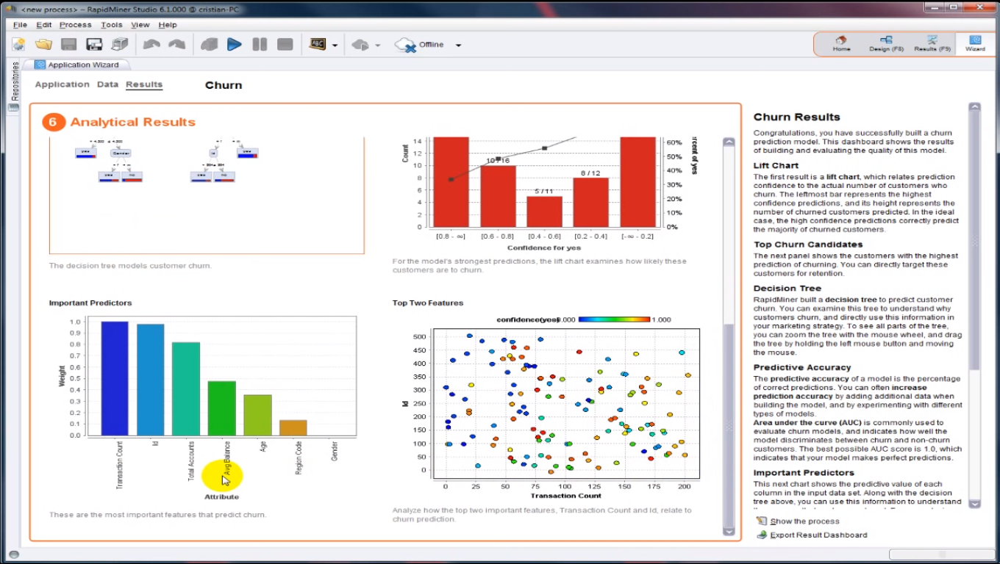 <new process> – RapidMiner Studio 6.1.000 @ cristian-PC
File Edit Process Tools View Help
Offline
Home Design (F8) Results (F9) Wizard
Repositories
Application Wizard
Application Data Results Churn
6 Analytical Results
Gender
Id
yes
yes no
yes no
The decision tree models customer churn.
Count
14
12
10
8
6
4
2
0
60%
50%
40%
30%
20%
10%
0%
10 / 16
5 / 11
8 / 12
[0.8 - ∞] [0.6 - 0.8] [0.4 - 0.6] [0.2 - 0.4] [-∞ - 0.2]
Confidence for yes
For the model's strongest predictions, the lift chart examines how likely these
customers are to churn.
Important Predictors
Weight
1.0
0.9
0.8
0.7
0.6
0.5
0.4
0.3
0.2
0.1
0.0
Transaction Count
Id
Total Accounts
Avg Balance
Age
Region Code
Gender
Attribute
These are the most important features that predict churn.
Top Two Features
confidence(yes) 1.000
Id
500
450
400
350
300
250
200
150
100
50
0
0 25 50 75 100 125 150 175 200
Transaction Count
Analyze how the top two important features, Transaction Count and Id, relate to
churn prediction.
Churn Results
Congratulations, you have successfully built a churn
prediction model. This dashboard shows the results
of building and evaluating the quality of this model.
Lift Chart
The first result is a lift chart, which relates prediction
confidence to the actual number of customers who
churn. The leftmost bar represents the highest
confidence predictions, and its height represents the
number of churned customers predicted. In the ideal
case, the high confidence predictions correctly predict
the majority of churned customers.
Top Churn Candidates
The next panel shows the customers with the highest
prediction of churning. You can directly target these
customers for retention.
Decision Tree
RapidMiner built a decision tree to predict customer
churn. You can examine this tree to understand why
customers churn, and directly use this information in
your marketing strategy. To see all parts of the tree,
you can zoom the tree with the mouse wheel, and drag
the tree by holding the left mouse button and moving
the mouse.
Predictive Accuracy
The predictive accuracy of a model is the percentage
of correct predictions. You can often increase
prediction accuracy by adding additional data when
building the model, and by experimenting with different
types of models.
Area under the curve (AUC) is commonly used to
evaluate churn models, and indicates how well the
model discriminates between churn and non-churn
customers. The best possible AUC score is 1.0, which
indicates that your model makes perfect predictions.
Important Predictors
This next chart shows the predictive value of each
column in the input data set. Along with the decision
tree above, you can use this information to understand
Show the process
Export Result Dashboard